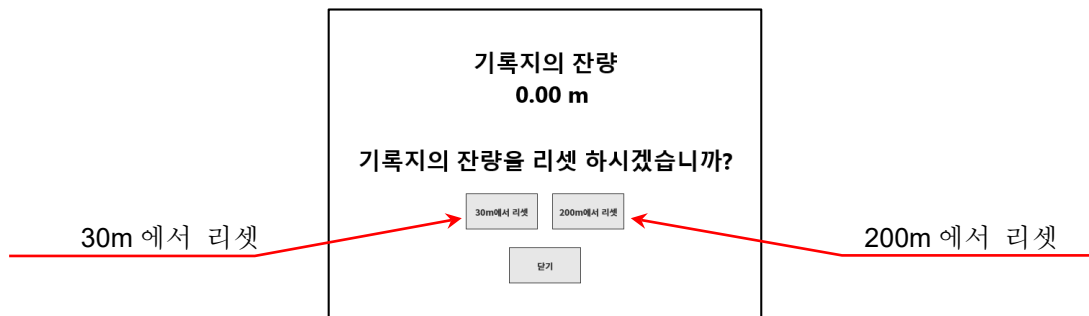 기록지의 잔량
0.00 m
기록지의 잔량을 리셋 하시겠습니까?
30m에서 리셋 200m에서 리셋
30m 에서 리셋 200m 에서 리셋
닫기